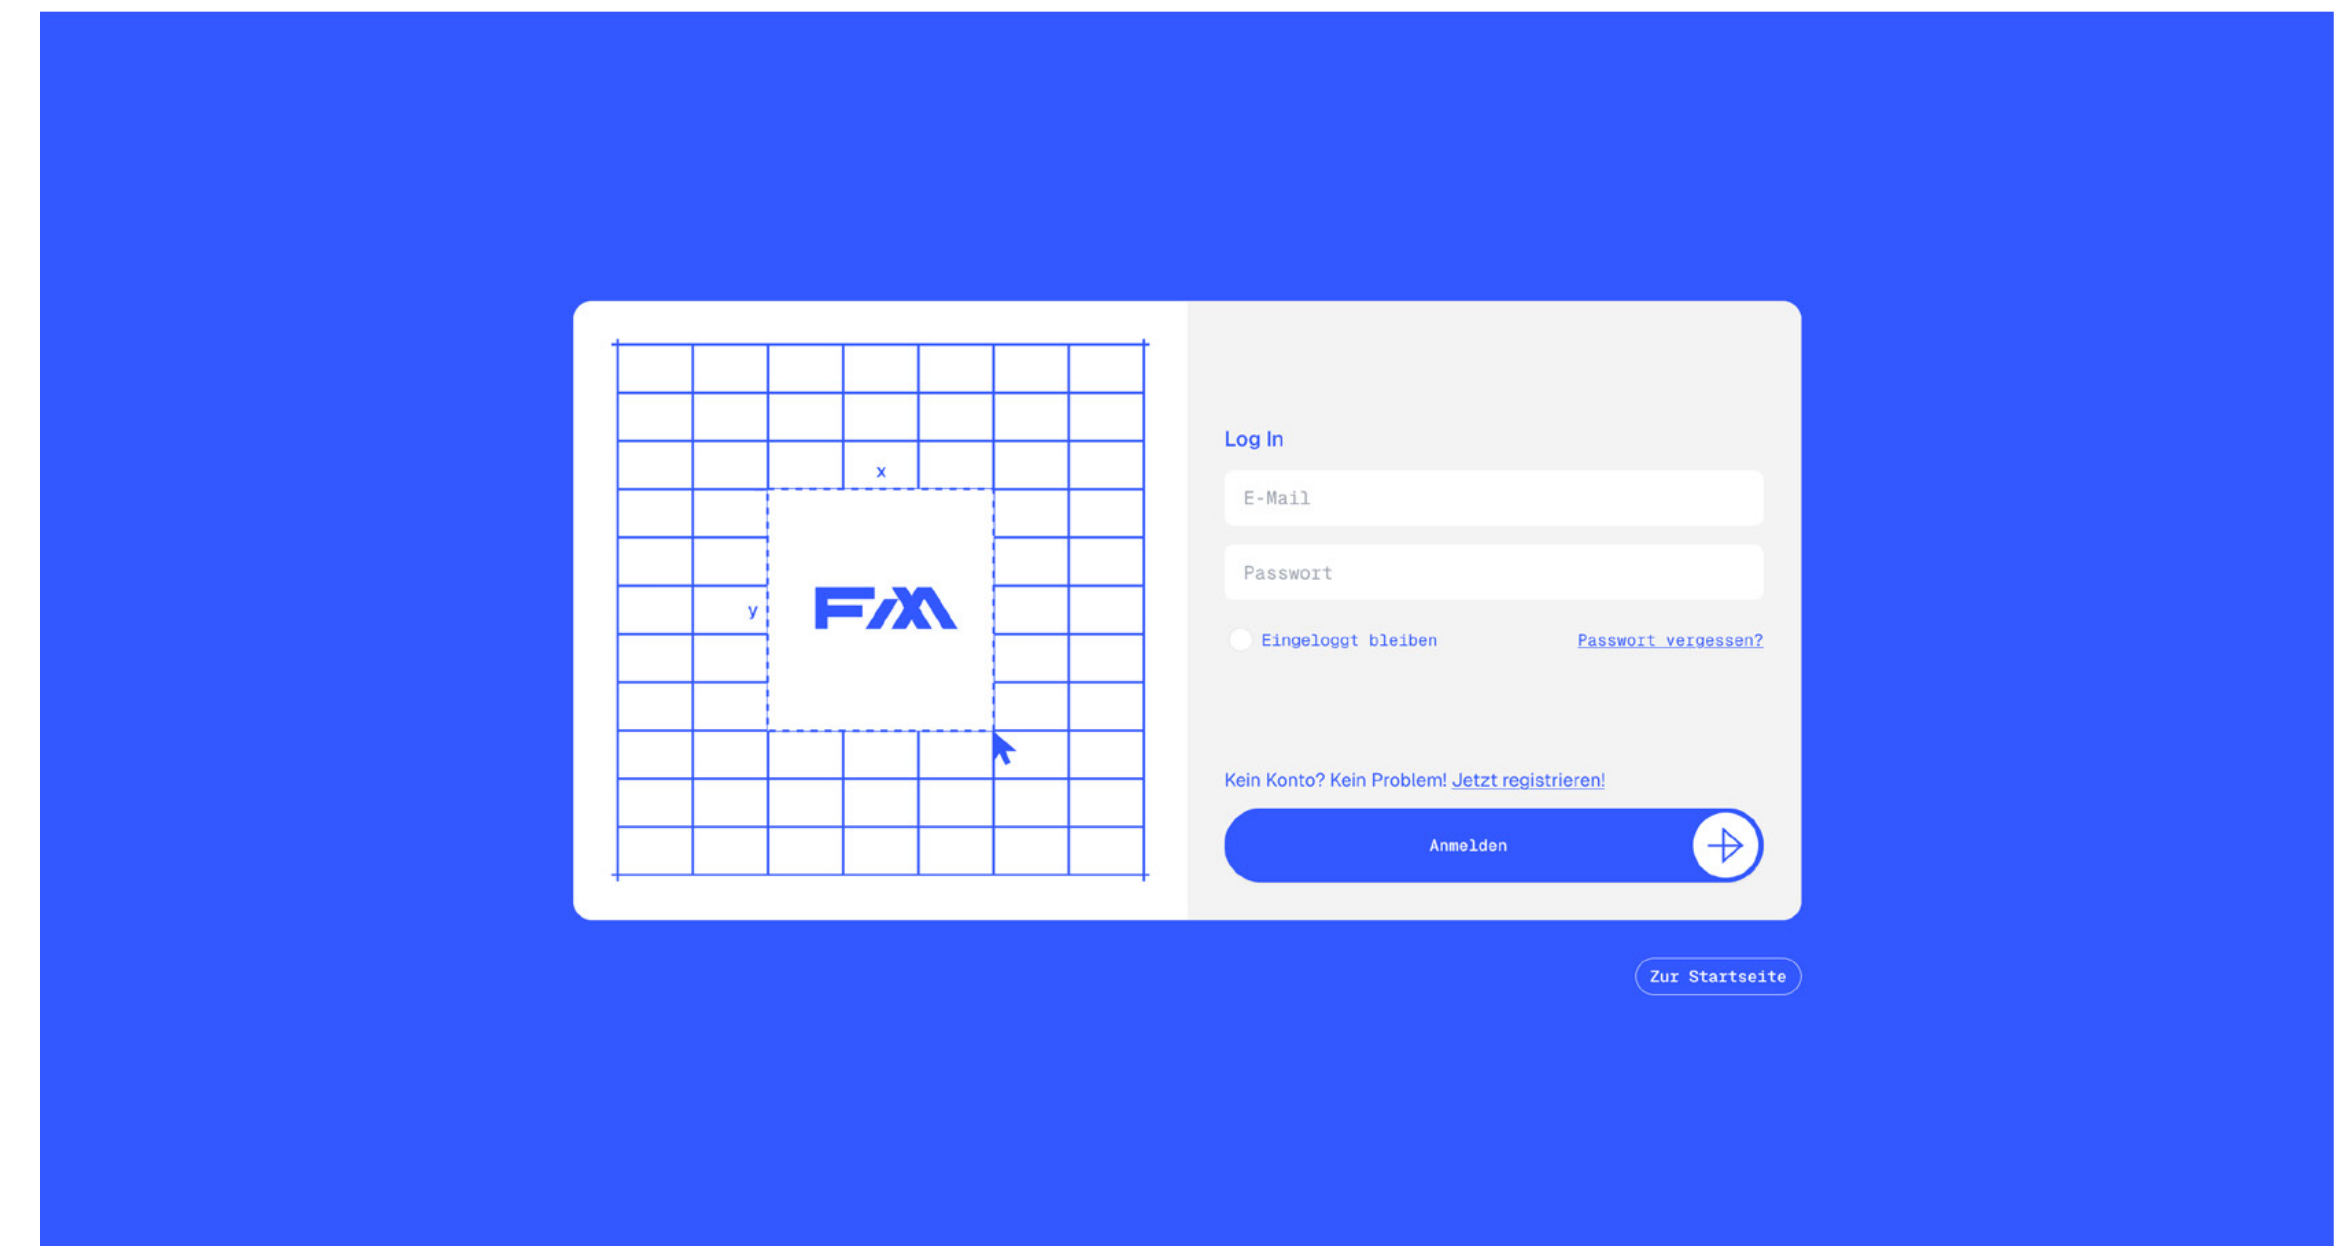 x
y
FM
Log In
E-Mail
Passwort
Eingeloggt bleiben
Passwort vergessen?
Kein Konto? Kein Problem! Jetzt registrieren!
Anmelden
Zur Startseite